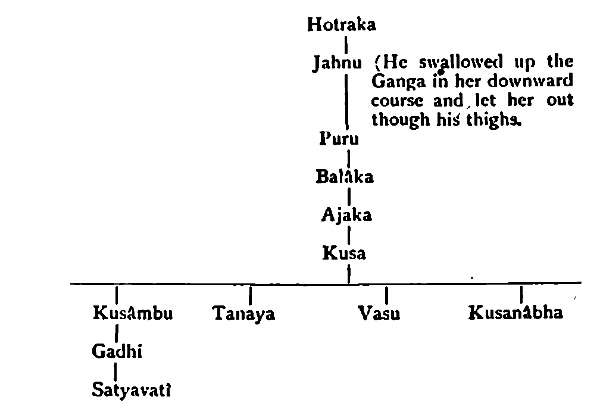 Hotraka
Jahnu (He swallowed up the
Ganga in her downward
course and let her out
though his thighs.
Puru
Balâka
Ajaka
Kusa
Kusâmbu Tanaya Vasu Kusanâbha
Gadhi
Satyavatî